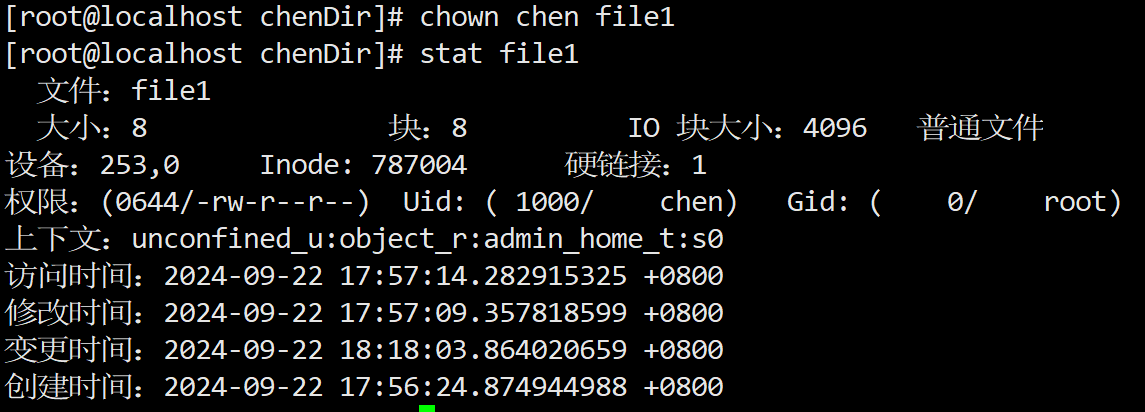 [root@localhost chenDir]# chown chen file1
[root@localhost chenDir]# stat file1
  文件：file1
  大小：8               块：8          IO 块大小：4096   普通文件
设备：253,0     Inode: 787004      硬链接：1
权限：(0644/-rw-r--r--)  Uid: ( 1000/    chen)   Gid: (    0/    root)
上下文：unconfined_u:object_r:admin_home_t:s0
访问时间：2024-09-22 17:57:14.282915325 +0800
修改时间：2024-09-22 17:57:09.357818599 +0800
变更时间：2024-09-22 18:18:03.864020659 +0800
创建时间：2024-09-22 17:56:24.874944988 +0800